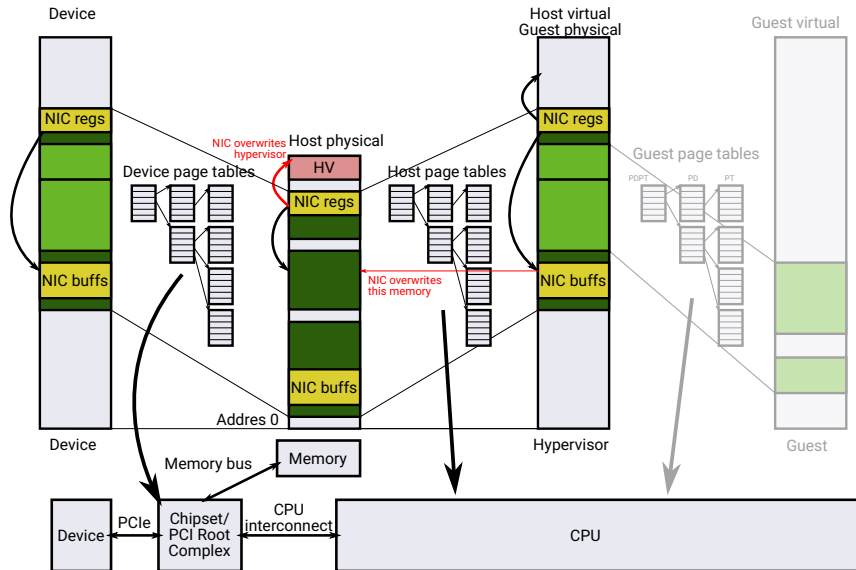 Device
Host virtual
Guest physical
Guest virtual
NIC regs
NIC overwrites
hypervisor
Host physical
HV
NIC regs
Device page tables
NIC regs
Host page tables
Guest page tables
PDPT
PD
PT
NIC buffs
NIC overwrites
this memory
NIC buffs
NIC buffs
Addres 0
Device
Hypervisor
Guest
Memory bus
Memory
Device
PCIe
Chipset/
PCI Root
Complex
CPU
interconnect
CPU